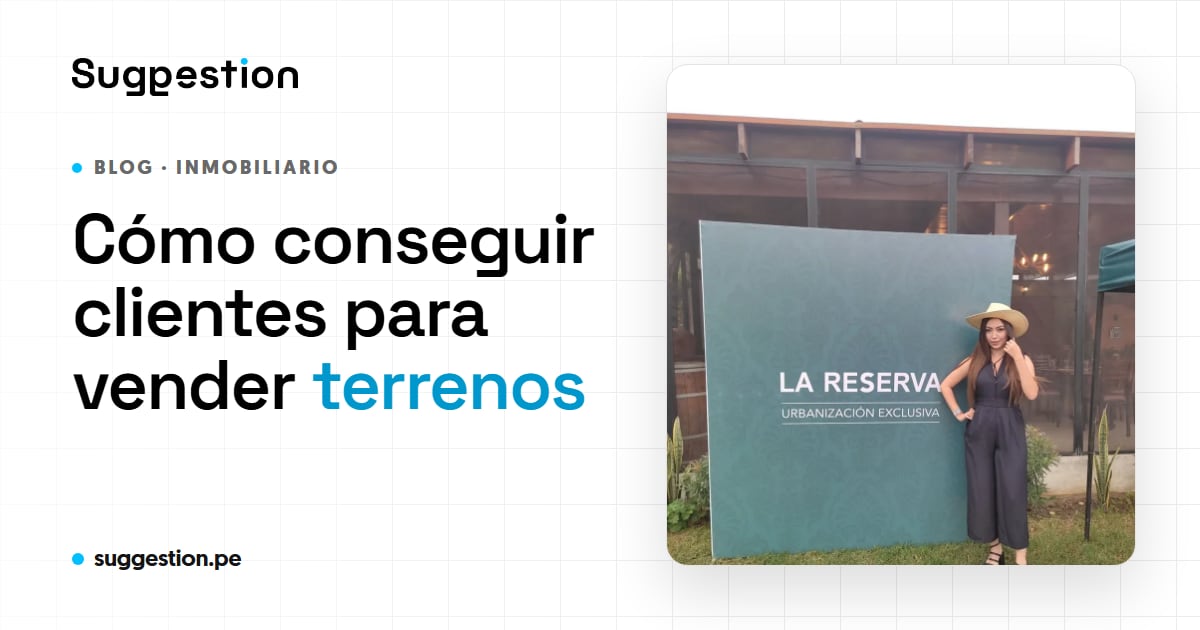 Suggestion
BLOG · INMOBILIARIO
Cómo conseguir
clientes para
vender terrenos
suggestion.pe
LA RESERVA
URBANIZACIÓN EXCLUSIVA